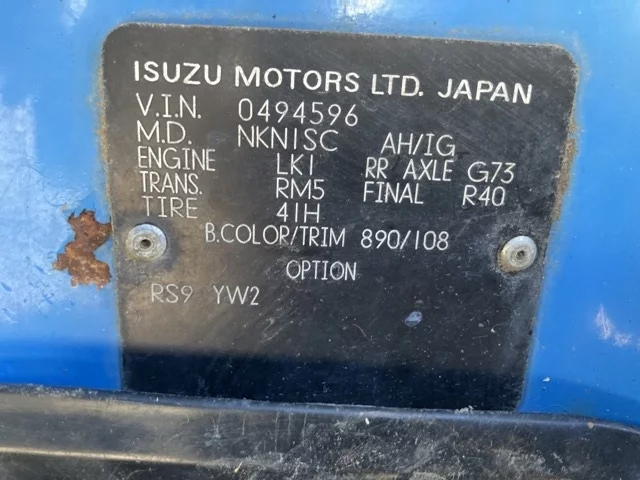 ISUZU MOTORS LTD. JAPAN
V.I.N. 0494596
M.D. NKN1SC AH/IG
ENGINE LK1 RR AXLE G73
TRANS. RM5 FINAL R40
TIRE 41H
B.COLOR/TRIM 890/108
OPTION
RS9 YW2